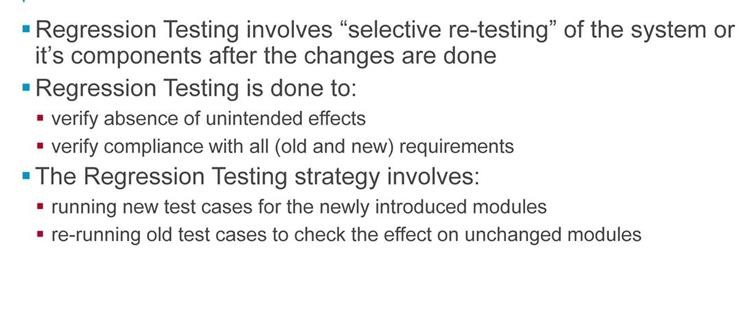 Regression Testing involves “selective re-testing” of the system or
it’s components after the changes are done
Regression Testing is done to:
verify absence of unintended effects
verify compliance with all (old and new) requirements
The Regression Testing strategy involves:
running new test cases for the newly introduced modules
re-running old test cases to check the effect on unchanged modules